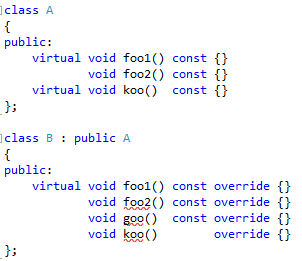 class A
{
public:
    virtual void foo1() const {}
            void foo2() const {}
    virtual void koo()  const {}
};

class B : public A
{
public:
    virtual void foo1() const override {}
            void foo2() const override {}
            void goo()  const override {}
            void koo()        override {}
};